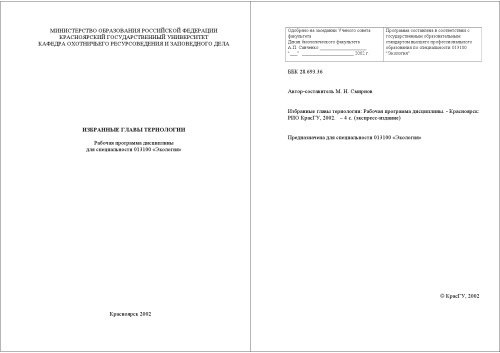 МИНИСТЕРСТВО ОБРАЗОВАНИЯ РОССИЙСКОЙ ФЕДЕРАЦИИ
КРАСНОЯРСКИЙ ГОСУДАРСТВЕННЫЙ УНИВЕРСИТЕТ
КАФЕДРА ОХОТНИЧЬЕГО РЕСУРСОВЕДЕНИЯ И ЗАПОВЕДНОГО ДЕЛА
ИЗБРАННЫЕ ГЛАВЫ ТЕРИОЛОГИИ
Рабочая программа дисциплины
для специальности 013100 «Экология»
Красноярск 2002
Одобрено на заседании Ученого совета
факультета
Декан биологического факультета
А.П. Савченко ____________________
"___" ____________________ 2002 г.
Программа составлена в соответствии с
государственным образовательным
стандартом высшего профессионального
образования по специальности 013100
"Экология"
ББК 28.693.36
Автор-составитель М. Н. Смирнов
Избранные главы териологии: Рабочая программа дисциплины. - Красноярск:
РИО КрасГУ, 2002. – 4 с. (экспресс-издание)
Предназначена для специальности 013100 «Экология»
© КрасГУ, 2002